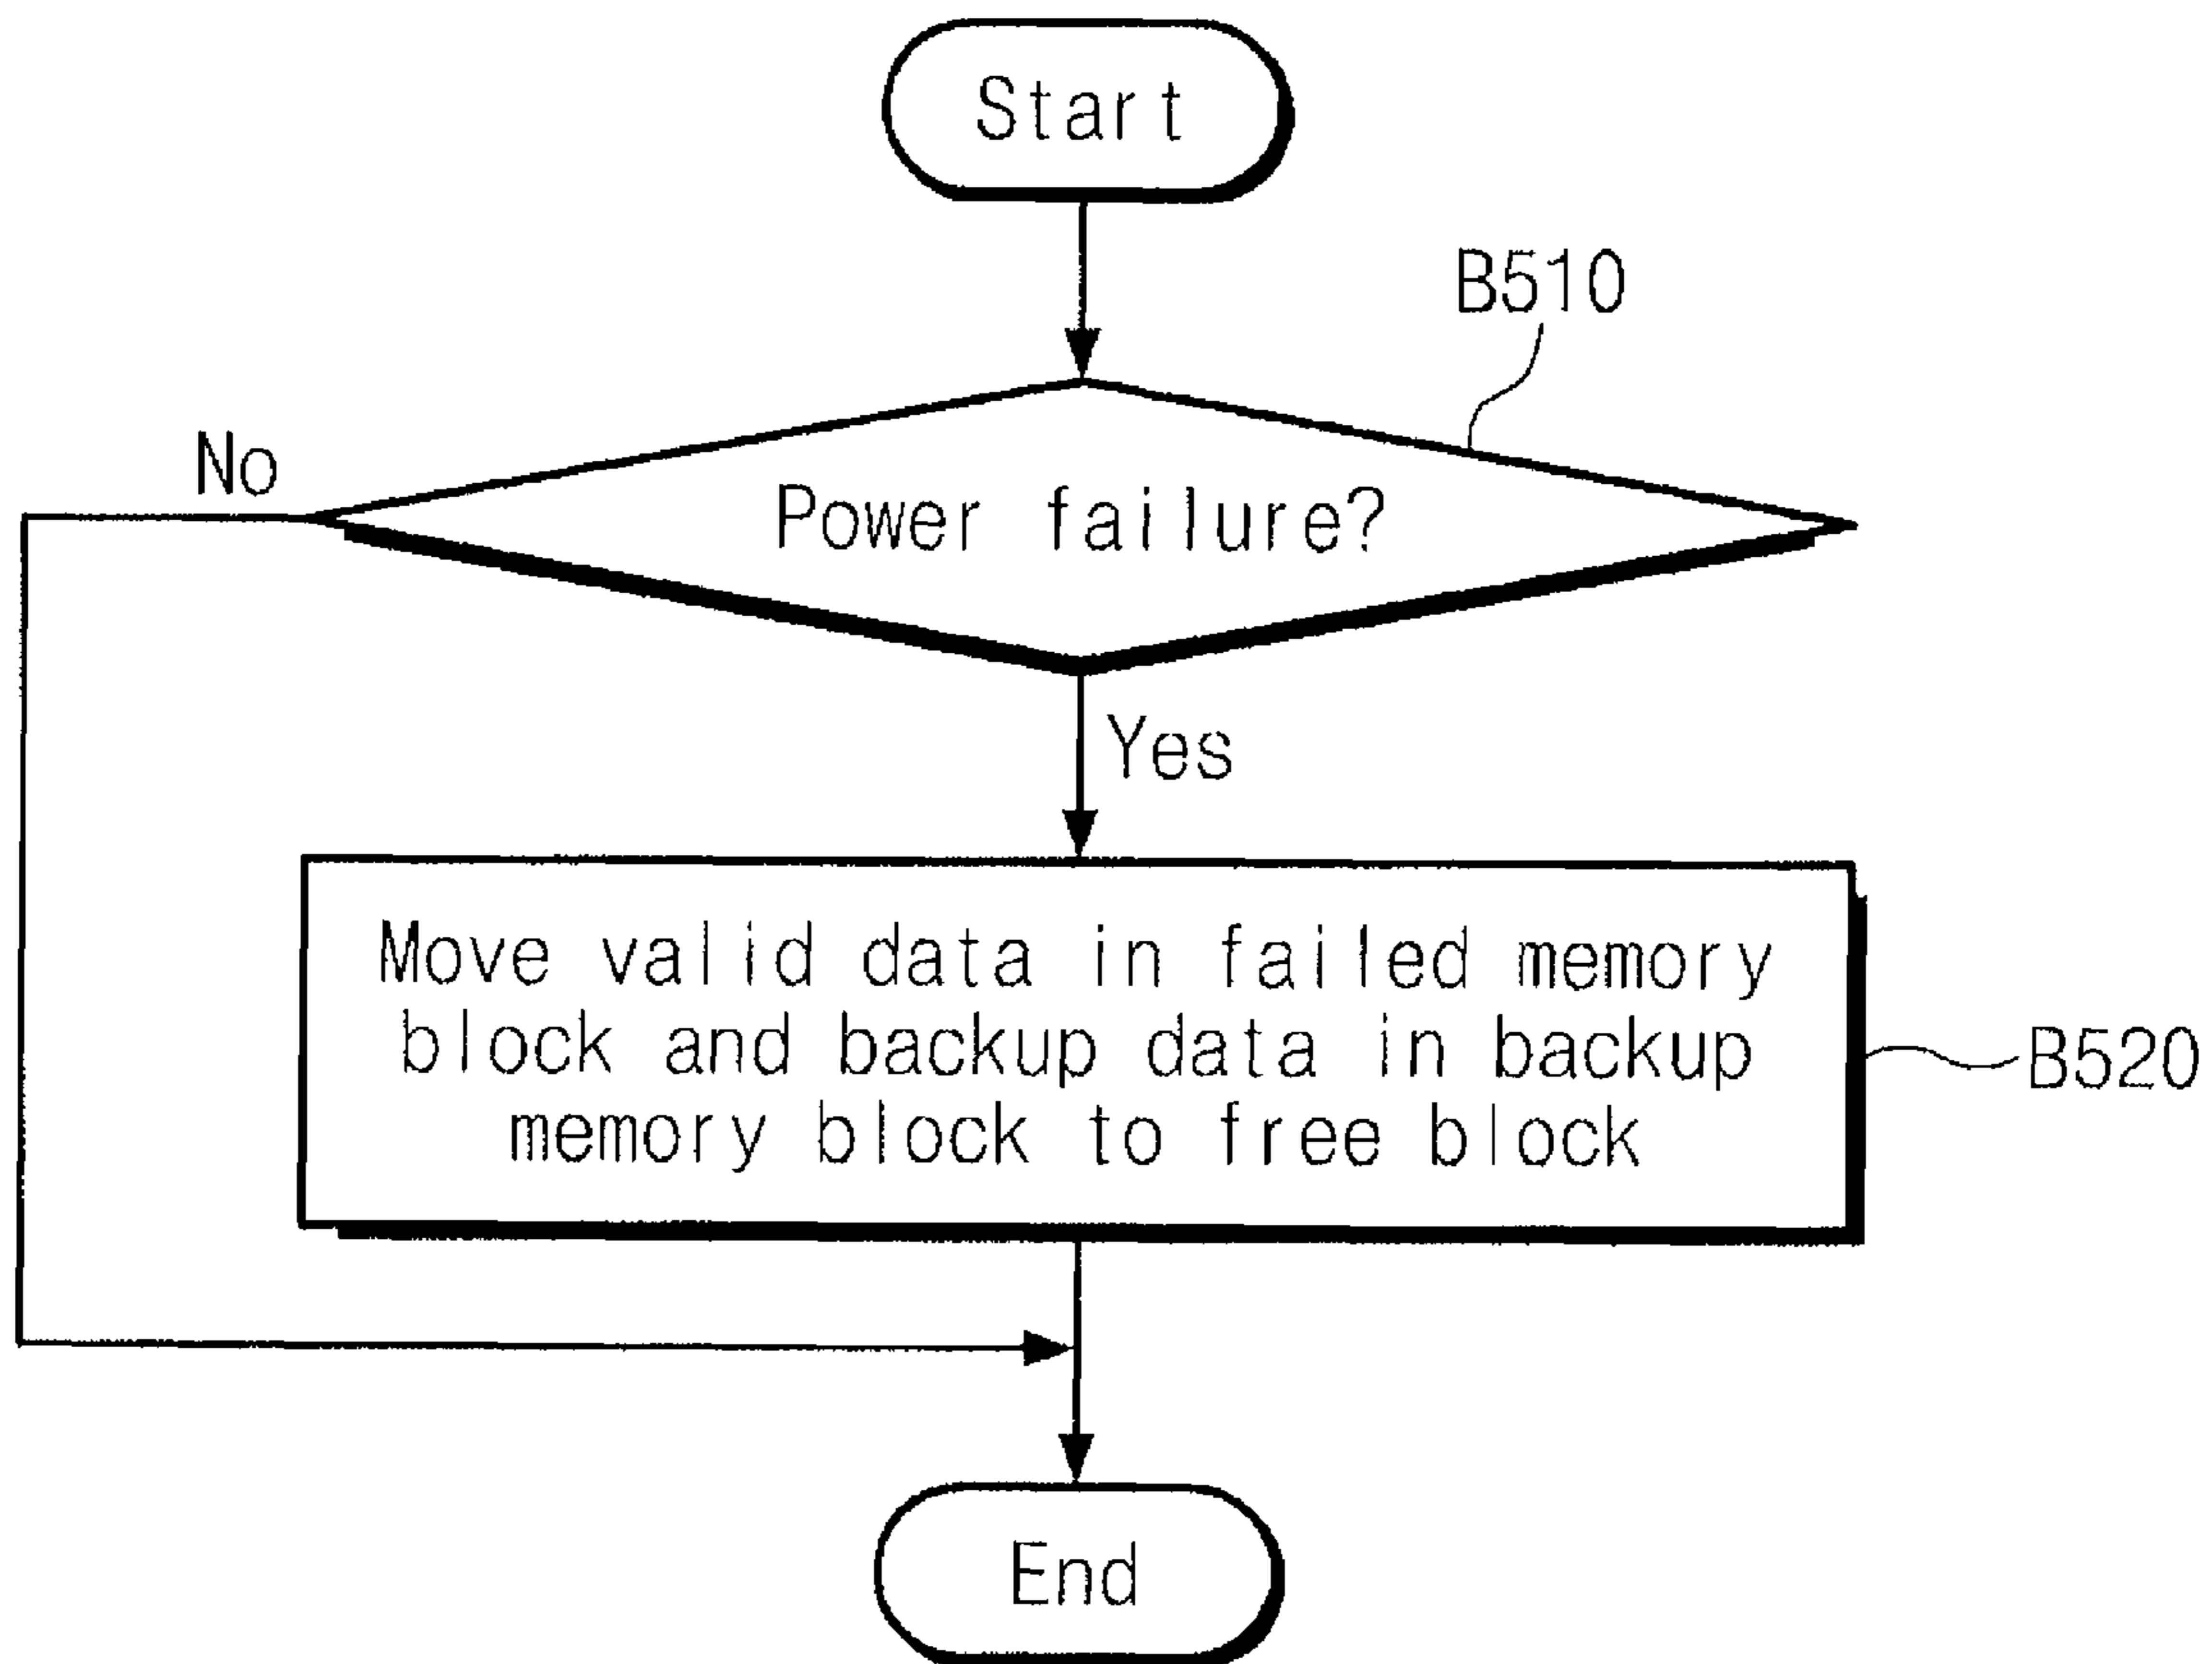 Start
B510
No
Power failure?
Yes
Move valid data in failed memory
block and backup data in backup
memory block to free block
B520
End